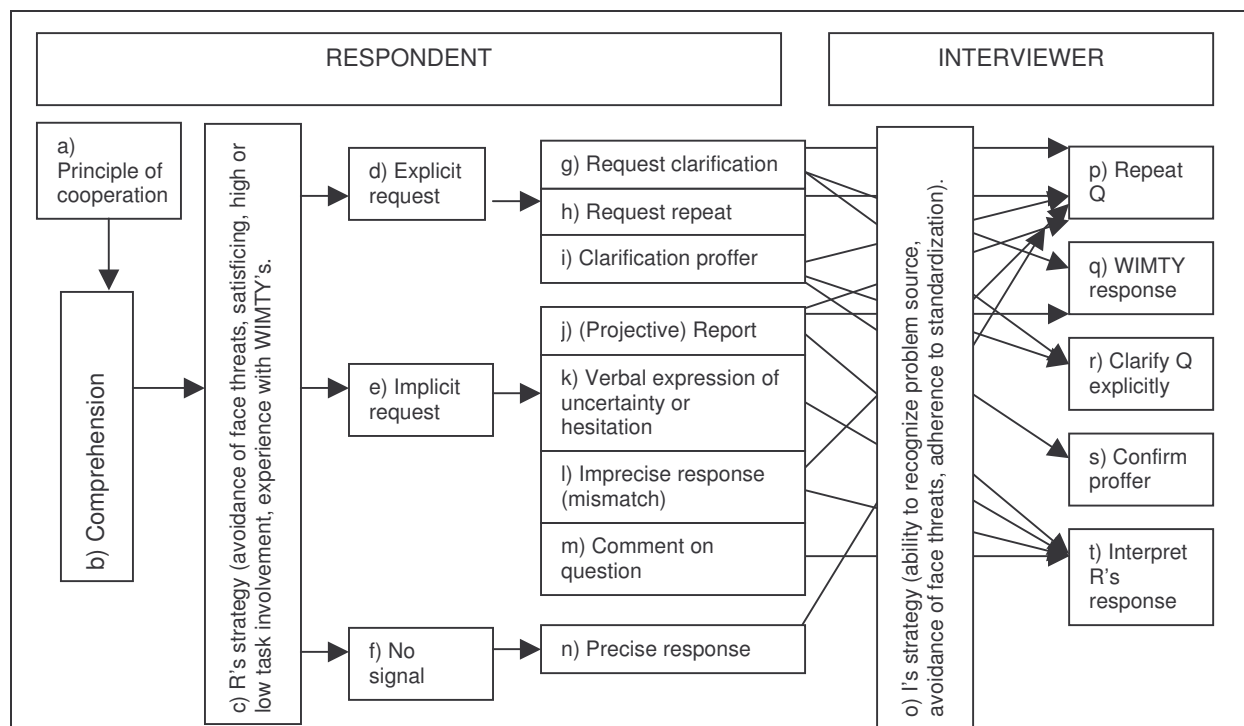 RESPONDENT
INTERVIEWER
a)
Principle of
cooperation
b) Comprehension
c) R's strategy (avoidance of face threats, satisficing, high or
low task involvement, experience with WIMTY's.
d) Explicit
request
e) Implicit
request
f) No
signal
g) Request clarification
h) Request repeat
i) Clarification proffer
j) (Projective) Report
k) Verbal expression of
uncertainty or
hesitation
l) Imprecise response
(mismatch)
m) Comment on
question
n) Precise response
o) I's strategy (ability to recognize problem source,
avoidance of face threats, adherence to standardization).
p) Repeat
Q
q) WIMTY
response
r) Clarify Q
explicitly
s) Confirm
proffer
t) Interpret
R's
response